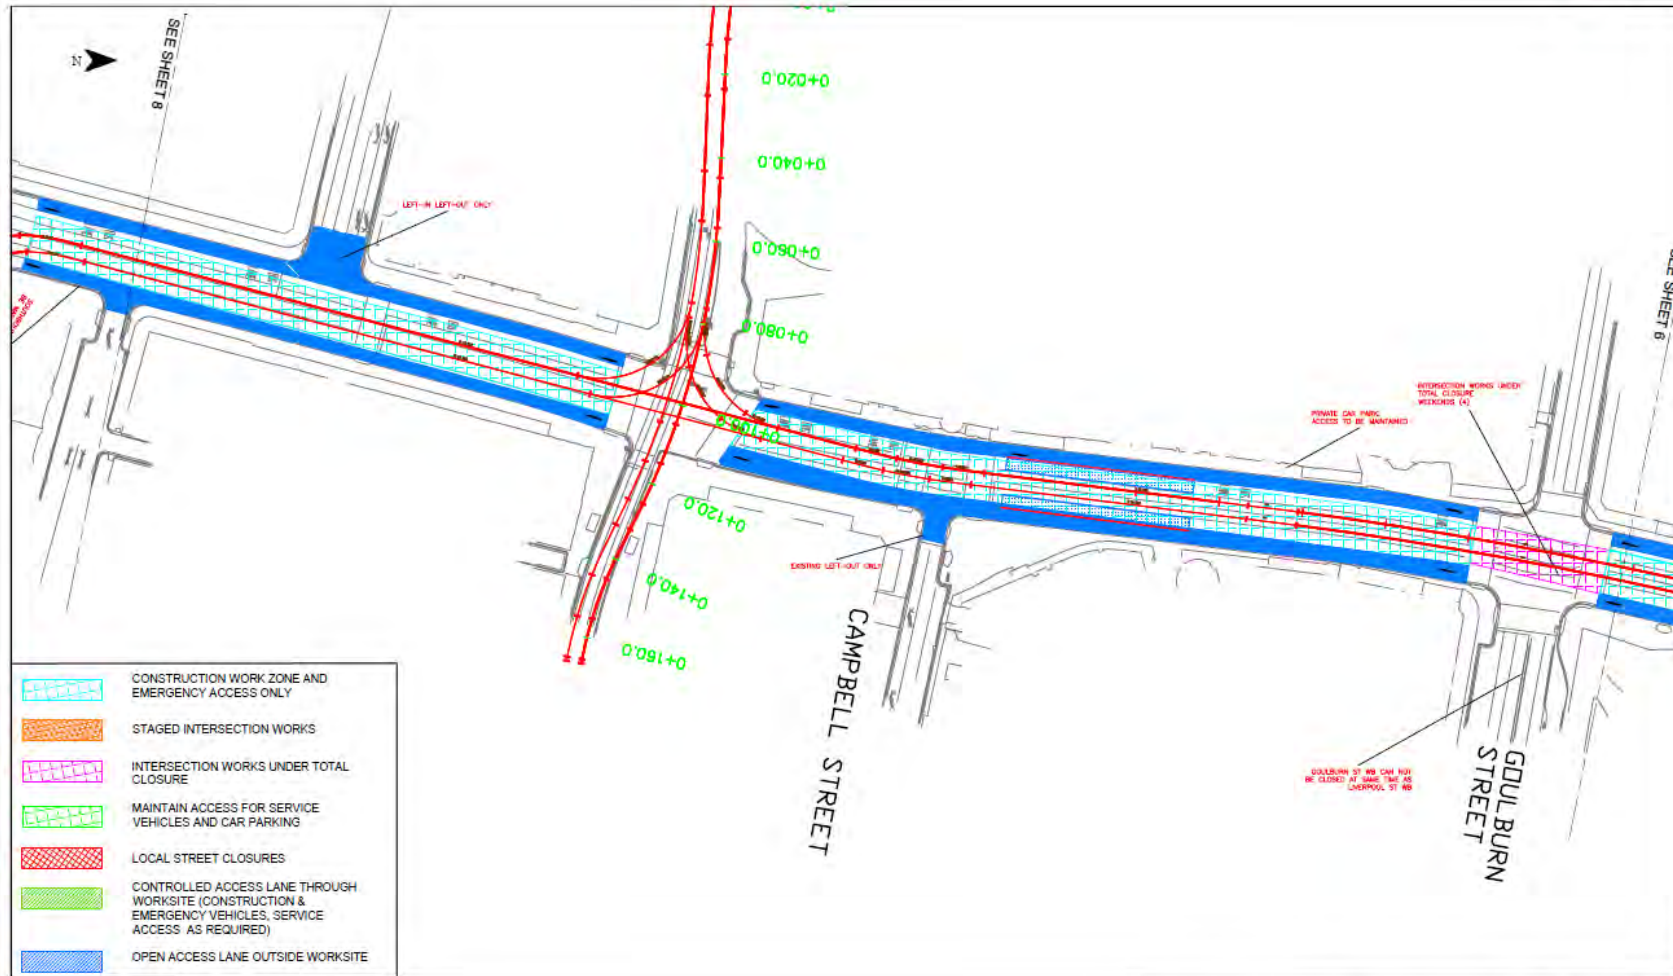 SEE SHEET 8
N
0+020.0
0+040.0
LEFT-IN LEFT-OUT ONLY
0+060.0
0+080.0
SEE SHEET 6
INTERSECTION WORKS UNDER
TOTAL CLOSURE
WEEKENDS (4)
PRIVATE CAR PARK
ACCESS TO BE MAINTAINED
0+100.0
0+120.0
EXISTING LEFT-OUT ONLY
0+140.0
0+160.0
CAMPBELL STREET
GOULBURN
STREET
GOULBURN ST WB CAN NOT
BE CLOSED AT SAME TIME AS
LIVERPOOL ST WB
CONSTRUCTION WORK ZONE AND
EMERGENCY ACCESS ONLY
STAGED INTERSECTION WORKS
INTERSECTION WORKS UNDER TOTAL
CLOSURE
MAINTAIN ACCESS FOR SERVICE
VEHICLES AND CAR PARKING
LOCAL STREET CLOSURES
CONTROLLED ACCESS LANE THROUGH
WORKSITE (CONSTRUCTION &
EMERGENCY VEHICLES, SERVICE
ACCESS AS REQUIRED)
OPEN ACCESS LANE OUTSIDE WORKSITE